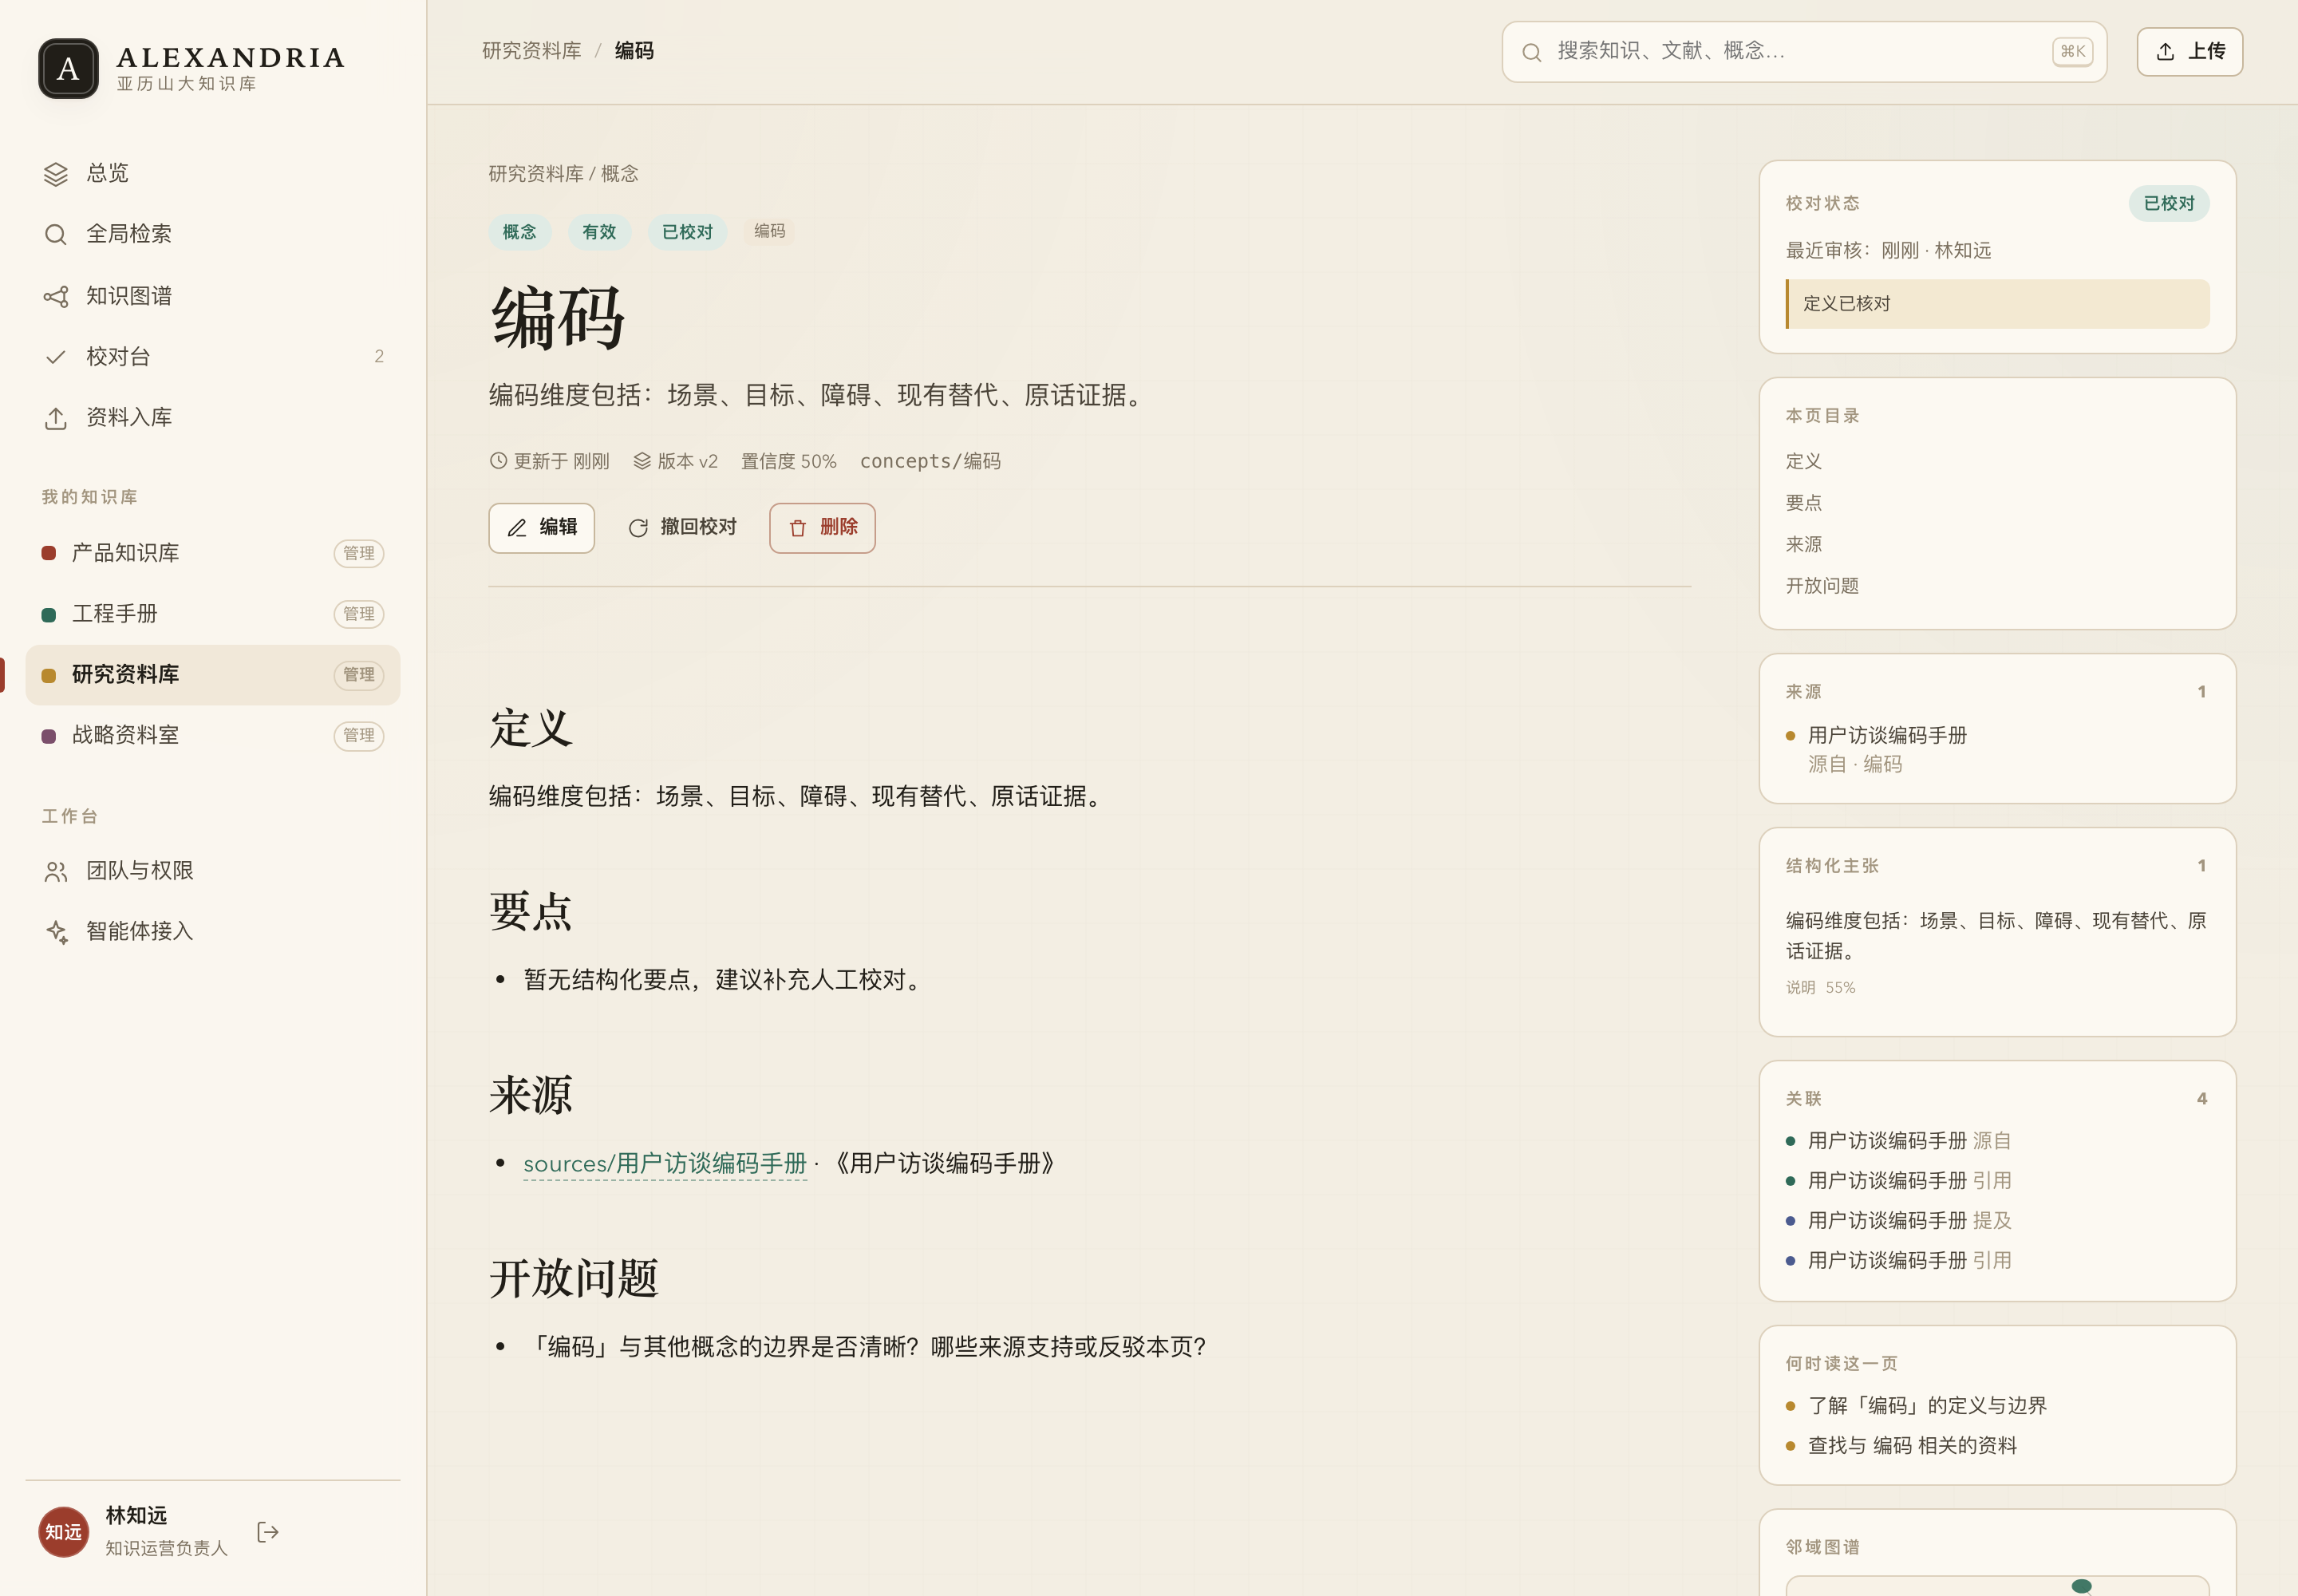 A
ALEXANDRIA
亚历山大知识库
总览
全局检索
知识图谱
校对台 2
资料入库
我的知识库
产品知识库 管理
工程手册 管理
研究资料库 管理
战略资料室 管理
工作台
团队与权限
智能体接入
知远
林知远
知识运营负责人
研究资料库 / 编码
搜索知识、文献、概念... ⌘K
上传
研究资料库 / 概念
概念 有效 已校对 编码
编码
编码维度包括：场景、目标、障碍、现有替代、原话证据。
更新于 刚刚 版本 v2 置信度 50% concepts/编码
编辑 撤回校对 删除
定义
编码维度包括：场景、目标、障碍、现有替代、原话证据。
要点
• 暂无结构化要点，建议补充人工校对。
来源
• sources/用户访谈编码手册 · 《用户访谈编码手册》
开放问题
• 「编码」与其他概念的边界是否清晰？哪些来源支持或反驳本页？
校对状态 已校对
最近审核：刚刚 · 林知远
定义已核对
本页目录
定义
要点
来源
开放问题
来源 1
用户访谈编码手册
源自 · 编码
结构化主张 1
编码维度包括：场景、目标、障碍、现有替代、原
话证据。
说明 55%
关联 4
用户访谈编码手册 源自
用户访谈编码手册 引用
用户访谈编码手册 提及
用户访谈编码手册 引用
何时读这一页
了解「编码」的定义与边界
查找与 编码 相关的资料
邻域图谱